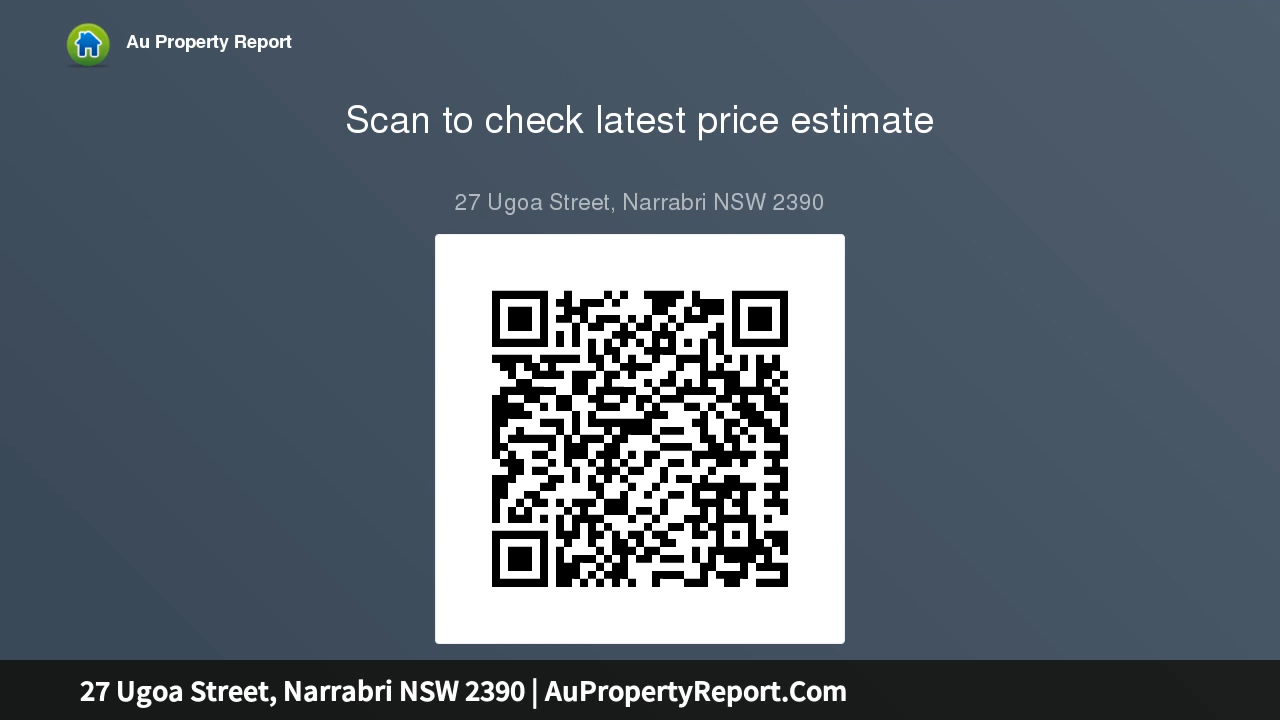 Au Property Report
Scan to check latest price estimate
27 Ugoa Street, Narrabri NSW 2390
27 Ugoa Street, Narrabri NSW 2390 | AuPropertyReport.Com